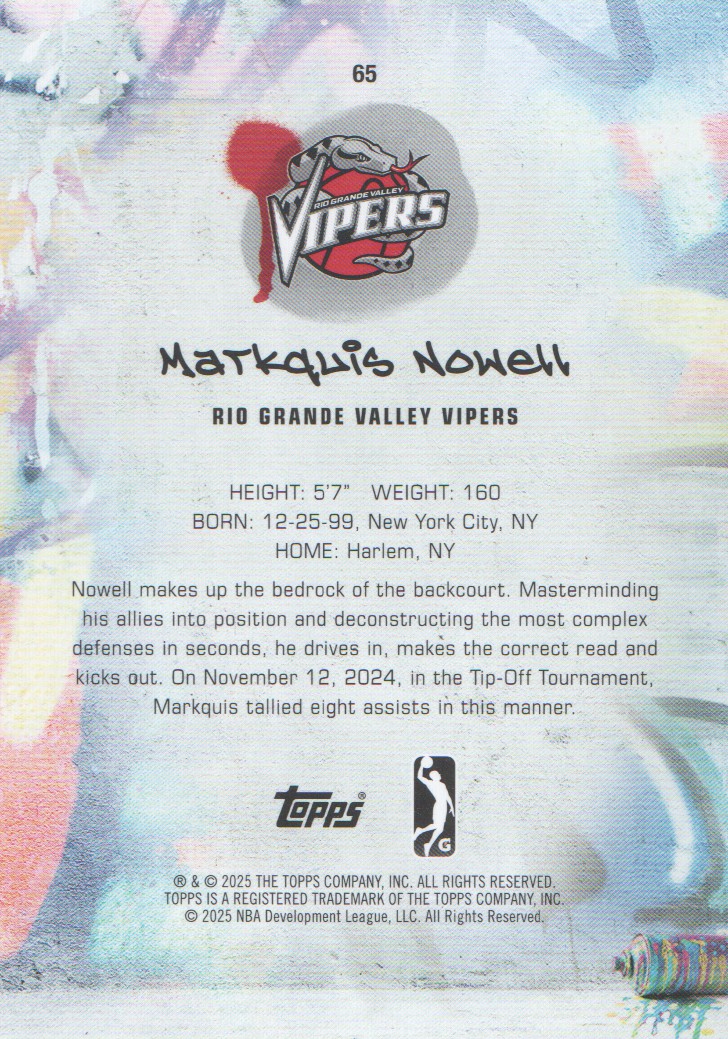 65
RIO GRANDE VALLEY
VIPERS
Markquis Nowell
RIO GRANDE VALLEY VIPERS
HEIGHT: 5'7" WEIGHT: 160
BORN: 12-25-99, New York City, NY
HOME: Harlem, NY
Nowell makes up the bedrock of the backcourt. Masterminding
his allies into position and deconstructing the most complex
defenses in seconds, he drives in, makes the correct read and
kicks out. On November 12, 2024, in the Tip-Off Tournament,
Markquis tallied eight assists in this manner.
topps®
G
® & © 2025 THE TOPPS COMPANY, INC. ALL RIGHTS RESERVED.
TOPPS IS A REGISTERED TRADEMARK OF THE TOPPS COMPANY, INC.
© 2025 NBA Development League, LLC. All Rights Reserved.